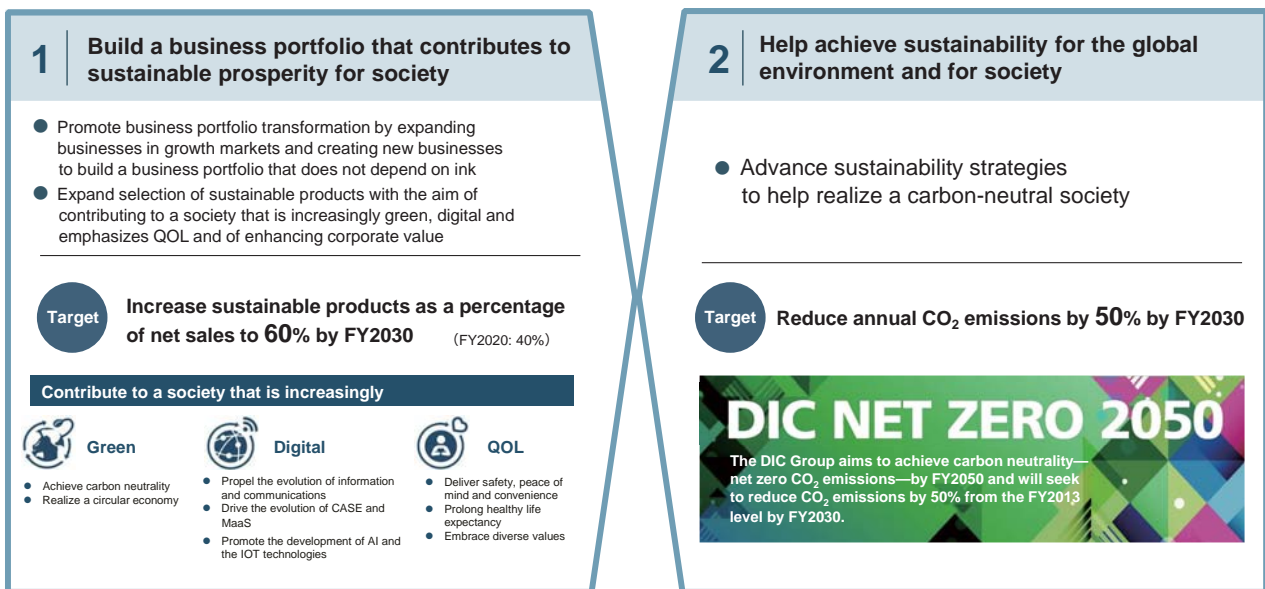 1
Build a business portfolio that contributes to
sustainable prosperity for society
● Promote business portfolio transformation by expanding
businesses in growth markets and creating new businesses
to build a business portfolio that does not depend on ink
● Expand selection of sustainable products with the aim of
contributing to a society that is increasingly green, digital and
emphasizes QOL and of enhancing corporate value
Target
Increase sustainable products as a percentage
of net sales to 60% by FY2030 (FY2020: 40%)
Contribute to a society that is increasingly
Green
● Achieve carbon neutrality
● Realize a circular economy
Digital
● Propel the evolution of information
and communications
● Drive the evolution of CASE and
MaaS
● Promote the development of AI and
the IOT technologies
QOL
● Deliver safety, peace of
mind and convenience
● Prolong healthy life
expectancy
● Embrace diverse values
2
Help achieve sustainability for the global
environment and for society
● Advance sustainability strategies
to help realize a carbon-neutral society
Target
Reduce annual CO₂ emissions by 50% by FY2030
DIC NET ZERO 2050
The DIC Group aims to achieve carbon neutrality—
net zero CO₂ emissions—by FY2050 and will seek
to reduce CO₂ emissions by 50% from the FY2013
level by FY2030.